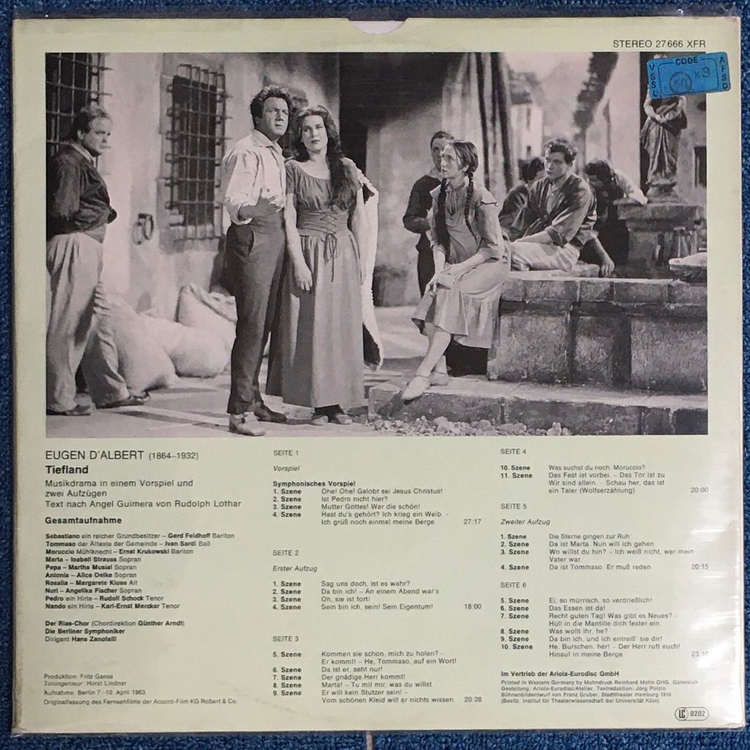 STEREO 27666 XFR
CODE
VSSL
K3
AFSD
EUGEN D'ALBERT (1864–1932)
Tiefland
Musikdrama in einem Vorspiel und
zwei Aufzügen
Text nach Angel Guimera von Rudolph Lothar
Gesamtaufnahme
Sebastiano ein reicher Grundbesitzer – Gerd Feldhoff Bariton
Tommaso der Älteste der Gemeinde – Ivan Sardi Baß
Moruccio Mühlknecht – Ernst Krukowski Bariton
Marta – Isabell Strauss Sopran
Pepa – Martha Musial Sopran
Antonia – Alice Oelke Sopran
Rosalia – Margarete Klose Alt
Nuri – Angelika Fischer Sopran
Pedro ein Hirte – Rudolf Schock Tenor
Nando ein Hirte – Karl-Ernst Mercker Tenor
Der Rias-Chor (Chordirektion Günther Arndt)
Die Berliner Symphoniker
Dirigent Hans Zanotelli
Produktion: Fritz Ganss
Toningenieur: Horst Lindner
Aufnahme: Berlin 7.-10. April 1963
Originalfassung des Fernsehfilms der Accord-Film KG Robert & Co.
SEITE 1
Vorspiel
Symphonisches Vorspiel
1. Szene Ohe! Ohe! Gelobt sei Jesus Christus!
2. Szene Ist Pedro nicht hier?
3. Szene Mutter Gottes! War die schön!
4. Szene Hast du's gehört? Ich krieg ein Weib. –
Ich grüß noch einmal meine Berge 27:17
SEITE 2
Erster Aufzug
1. Szene Sag uns doch, ist es wahr?
2. Szene Da bin ich! – An einem Abend war's
3. Szene Oh, sie ist fort!
4. Szene Sein bin ich, sein! Sein Eigentum! 18:00
SEITE 3
5. Szene Kommen sie schon, mich zu holen? –
Er kommt! – He, Tommaso, auf ein Wort!
6. Szene Da ist er, seht nur!
7. Szene Der gnädge Herr kommt!
8. Szene Marta! – Tu mit mir, was du willst
9. Szene Er will kein Stutzer sein! –
Vom schönen Kleid will er nichts wissen. 20:28
SEITE 4
10. Szene Was suchst du noch, Moruccio?
11. Szene Das Fest ist vorbei. – Das Tor ist zu.
Wir sind allein. – Schau her, das ist
ein Taler (Wolfserzählung) 20:00
SEITE 5
Zweiter Aufzug
1. Szene Die Sterne gingen zur Ruh
2. Szene Da ist Marta. Nun will ich gehen
3. Szene Wo willst du hin? – Ich weiß nicht, wer mein
Vater war
4. Szene Da ist Tommaso. Er muß reden 20:15
SEITE 6
5. Szene Ei, so mürrisch, so verdrießlich!
6. Szene Das Essen ist da!
7. Szene Recht guten Tag! Was gibt es Neues? –
Hüll in die Mantille dich fester ein
8. Szene Was wollt ihr, he?
9. Szene Da bin ich, und ich entreiß' sie dir!
10. Szene He, Burschen, her! – Der Herr ruft euch!
Hinauf in meine Berge
Im Vertrieb der Ariola-Eurodisc GmbH
Printed in Western Germany by Mohndruck Reinhard Mohn OHG, Gütersloh
Gestaltung: Ariola-Eurodisc/Atelier, Textredaktion: Jörg Polzin
Bühnenbildentwurf von Franz Gruber, Stadttheater Hamburg 1910
(Besitz: Institut für Theaterwissenschaft der Universität Köln)
LC 0202